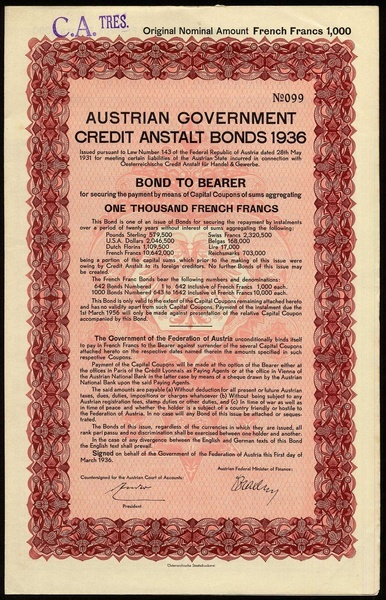 C.A. TRES.
Original Nominal Amount French Francs 1,000
No099
AUSTRIAN GOVERNMENT
CREDIT ANSTALT BONDS 1936
Issued pursuant to Law Number 143 of the Federal Republic of Austria dated 28th May
1931 for meeting certain liabilities of the Austrian State incurred in connection with
Oesterreichische Credit Anstalt für Handel & Gewerbe.
BOND TO BEARER
for securing the payment by means of Capital Coupons of sums aggregating
ONE THOUSAND FRENCH FRANCS
This Bond is one of an issue of Bonds for securing the repayment by instalments
over a period of twenty years without interest of sums aggregating the following:
Pounds Sterling 579,500 Swiss Francs 2,320,500
U.S.A. Dollars 2,046,500 Belgas 168,000
Dutch Florins 1,109,500 Lire 17,000
French Francs 10,642,000 Reichsmarks 703,000
being a portion of the capital sums which prior to the making of this issue were
owing by Credit Anstalt to its foreign creditors. No further Bonds of this issue may
be created.
The French Franc Bonds bear the following numbers and denominations:
642 Bonds Numbered 1 to 642 inclusive of French Francs 1,000 each.
1000 Bonds Numbered 643 to 1642 inclusive of French Francs 10,000 each.
This Bond is only valid to the extent of the Capital Coupons remaining attached hereto
and has no validity apart from such Capital Coupons. Payment of the instalment due the
1st March 1956 will only be made against presentation of the relative Capital Coupon
accompanied by this Bond.
The Government of the Federation of Austria unconditionally binds itself
to pay in French Francs to the Bearer against surrender of the several Capital Coupons
attached hereto on the respective dates named therein the amounts specified in such
respective Coupons.
Payment of the Capital Coupons will be made at the option of the Bearer either at
the offices in Paris of the Crédit Lyonnais as Paying Agents or at the office in Vienna of
the Austrian National Bank in the latter case by means of a cheque drawn by the Austrian
National Bank upon the said Paying Agents.
The said amounts are payable (a) Without deduction for all present or future Austrian
taxes, dues, duties, impositions or charges whatsoever (b) Without being subject to any
Austrian registration fees, stamp duties or other duties, and (c) In time of war as well as
in time of peace and whether the holder is a subject of a country friendly or hostile to
the Federation of Austria. In no case will any Bond of this issue be attached or seques-
trated.
The Bonds of this issue, regardless of the currencies in which they are issued, all
rank pari passu and no discrimination shall be exercised between one holder and another.
In the case of any divergence between the English and German texts of this Bond
the English text shall prevail.
Signed on behalf of the Government of the Federation of Austria this First day of
March 1936.
Austrian Federal Minister of Finance:
Countersigned for the Austrian Court of Accounts:
President.
Österreichische Staatsdruckerei.